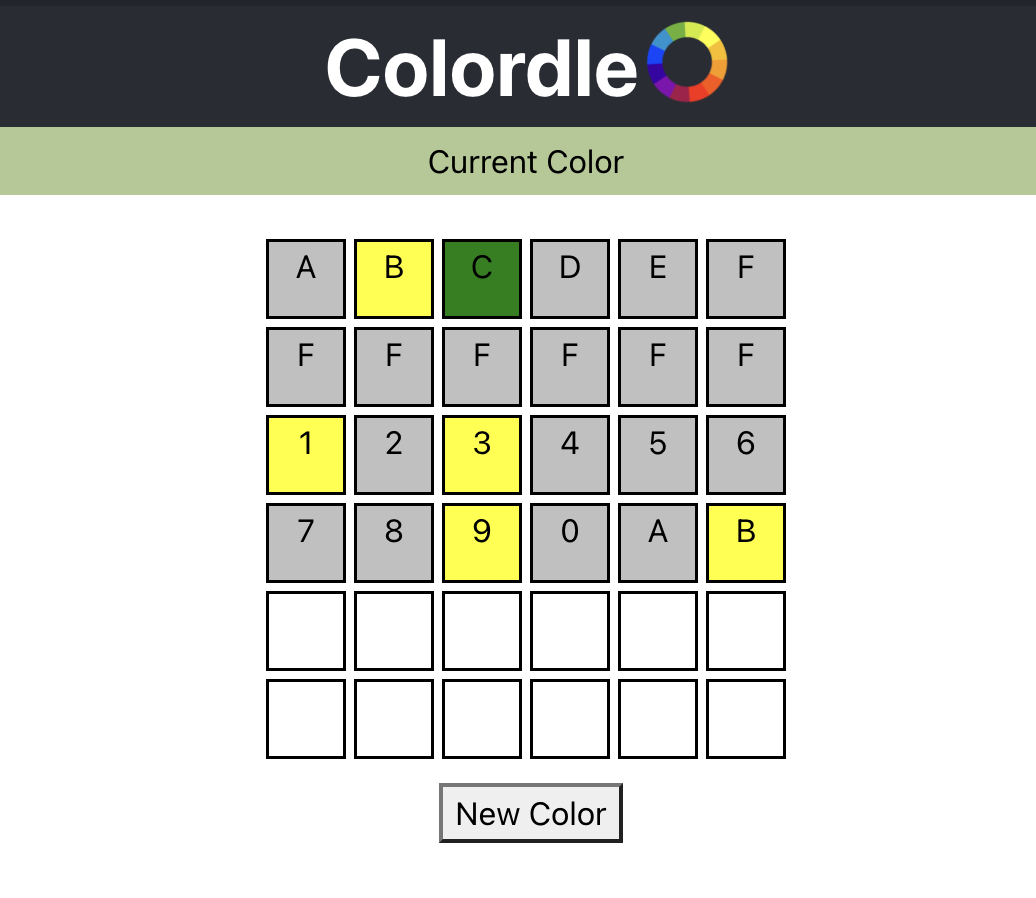 Colordle
Current Color
A B C D E F
F F F F F F
1 2 3 4 5 6
7 8 9 0 A B
New Color